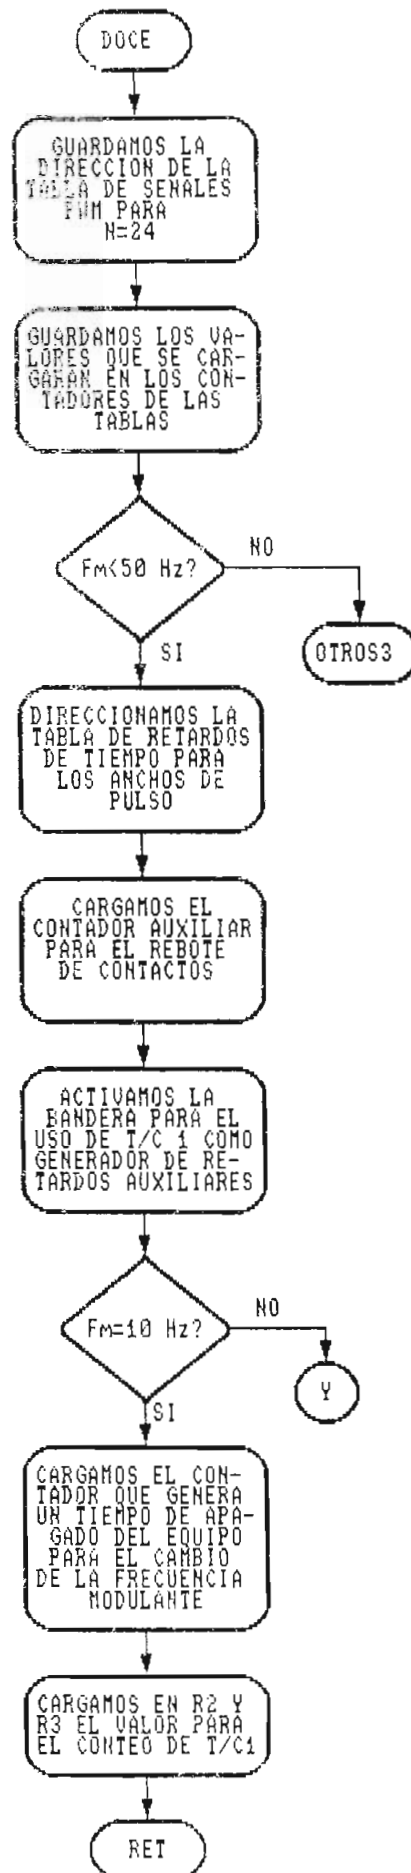 DOCE
GUARDAMOS LA
DIRECCION DE LA
TABLA DE SENALES
PWM PARA
N=24
GUARDAMOS LOS VA-
LORES QUE SE CAR-
GARAN EN LOS CON-
TADORES DE LAS
TABLAS
Fm<50 Hz?
NO
OTROS3
SI
DIRECCIONAMOS LA
TABLA DE RETARDOS
DE TIEMPO PARA
LOS ANCHOS DE
PULSO
CARGAMOS EL
CONTADOR AUXILIAR
PARA EL REBOTE
DE CONTACTOS
ACTIVAMOS LA
BANDERA PARA EL
USO DE T/C 1 COMO
GENERADOR DE RE-
TARDOS AUXILIARES
Fm=10 Hz?
NO
Y
SI
CARGAMOS EL CON-
TADOR QUE GENERA
UN TIEMPO DE APA-
GADO DEL EQUIPO
PARA EL CAMBIO
DE LA FRECUENCIA
MODULANTE
CARGAMOS EN R2 Y
R3 EL VALOR PARA
EL CONTEO DE T/C1
RET